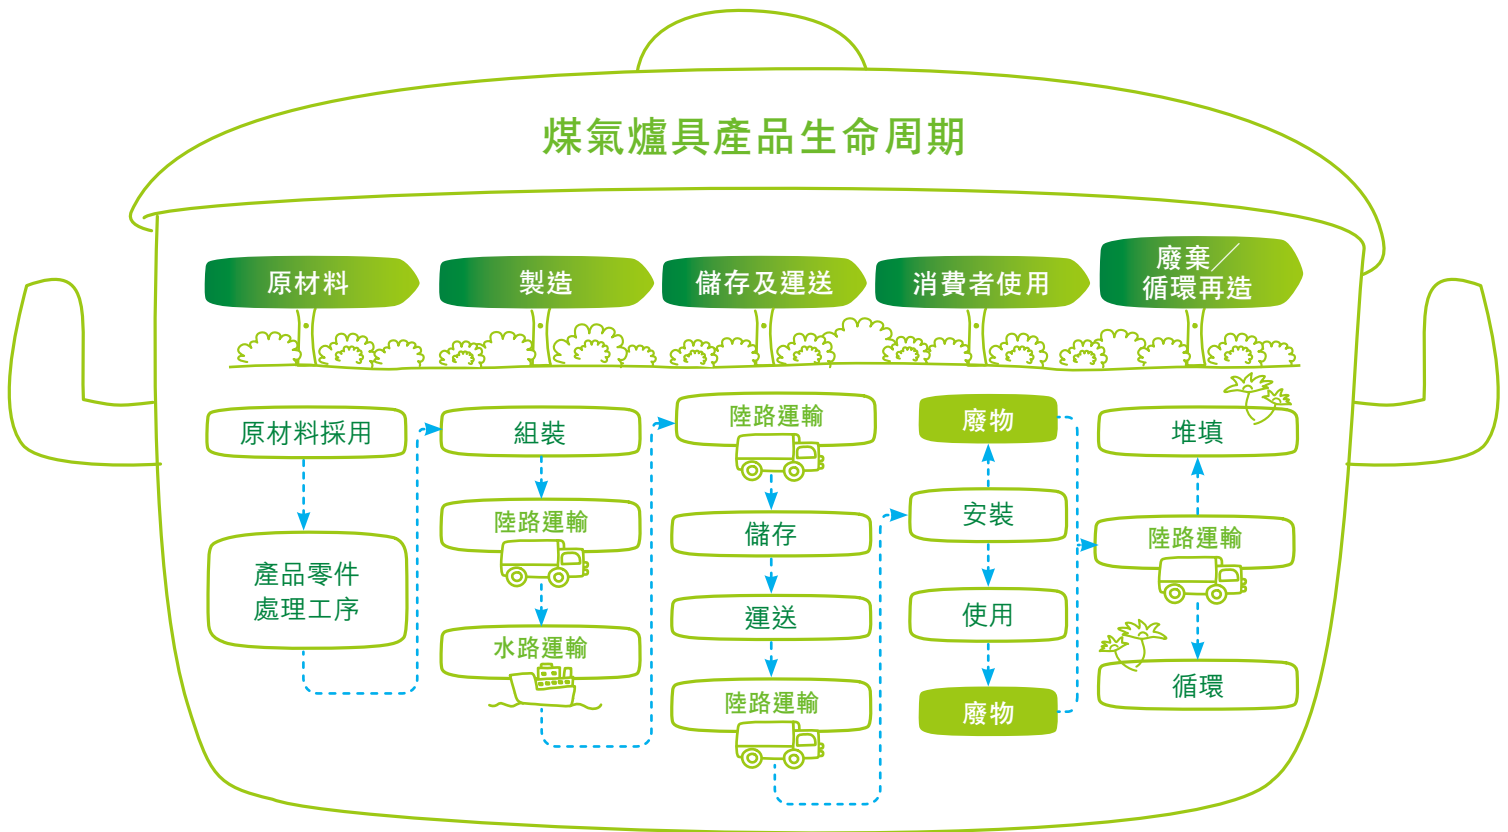 煤氣爐具產品生命周期
原材料
製造
儲存及運送
消費者使用
廢棄／
循環再造
原材料採用
產品零件
處理工序
組裝
陸路運輸
水路運輸
陸路運輸
儲存
運送
陸路運輸
廢物
安裝
使用
廢物
堆填
陸路運輸
循環